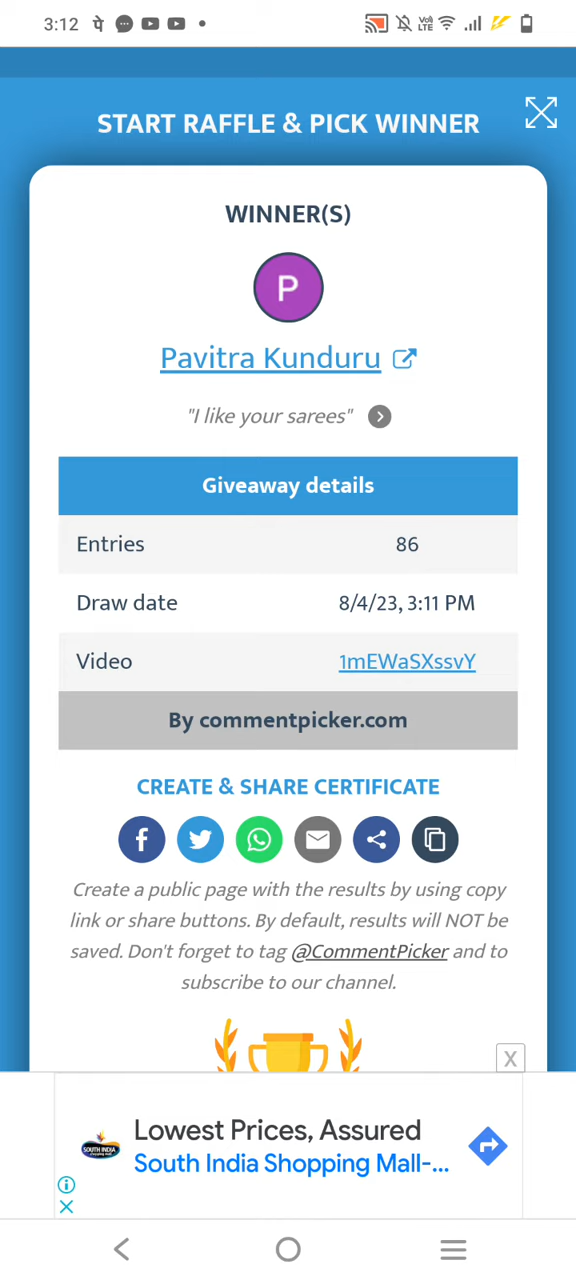 3:12
START RAFFLE & PICK WINNER
WINNER(S)
P
Pavitra Kunduru
"I like your sarees"
Giveaway details
Entries 86
Draw date 8/4/23, 3:11 PM
Video 1mEWaSXssvY
By commentpicker.com
CREATE & SHARE CERTIFICATE
Create a public page with the results by using copy
link or share buttons. By default, results will NOT be
saved. Don't forget to tag @CommentPicker and to
subscribe to our channel.
X
Lowest Prices, Assured
SOUTH INDIA
South India Shopping Mall-...